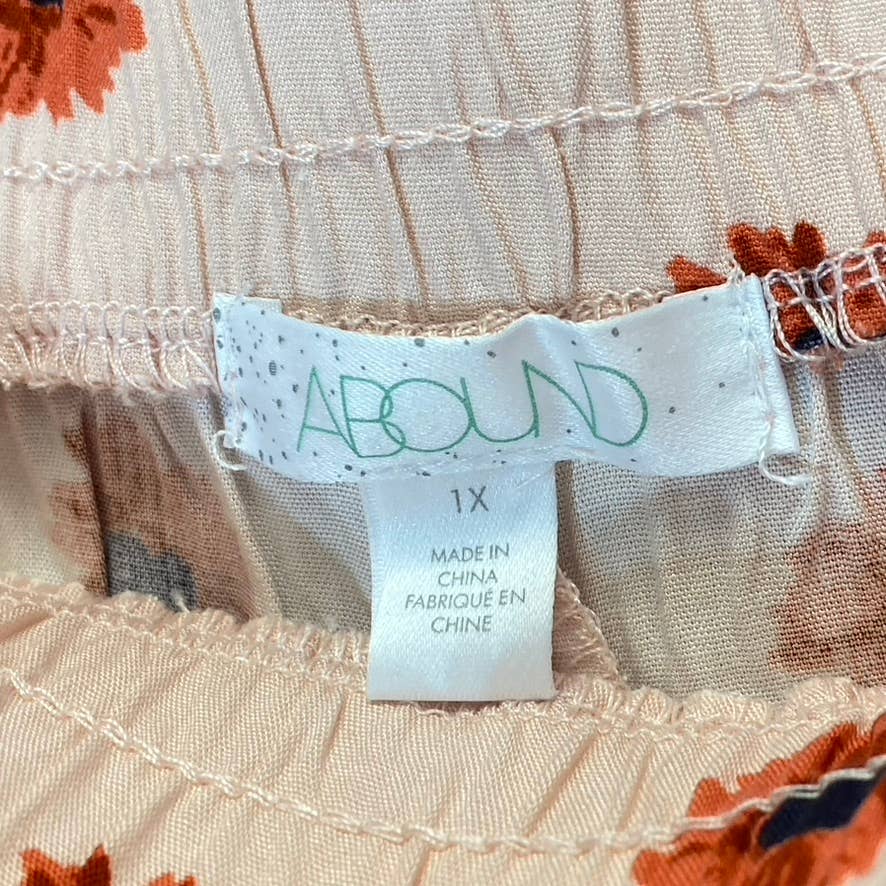 ABOUND
1X
MADE IN
CHINA
FABRIQUÉ EN
CHINE